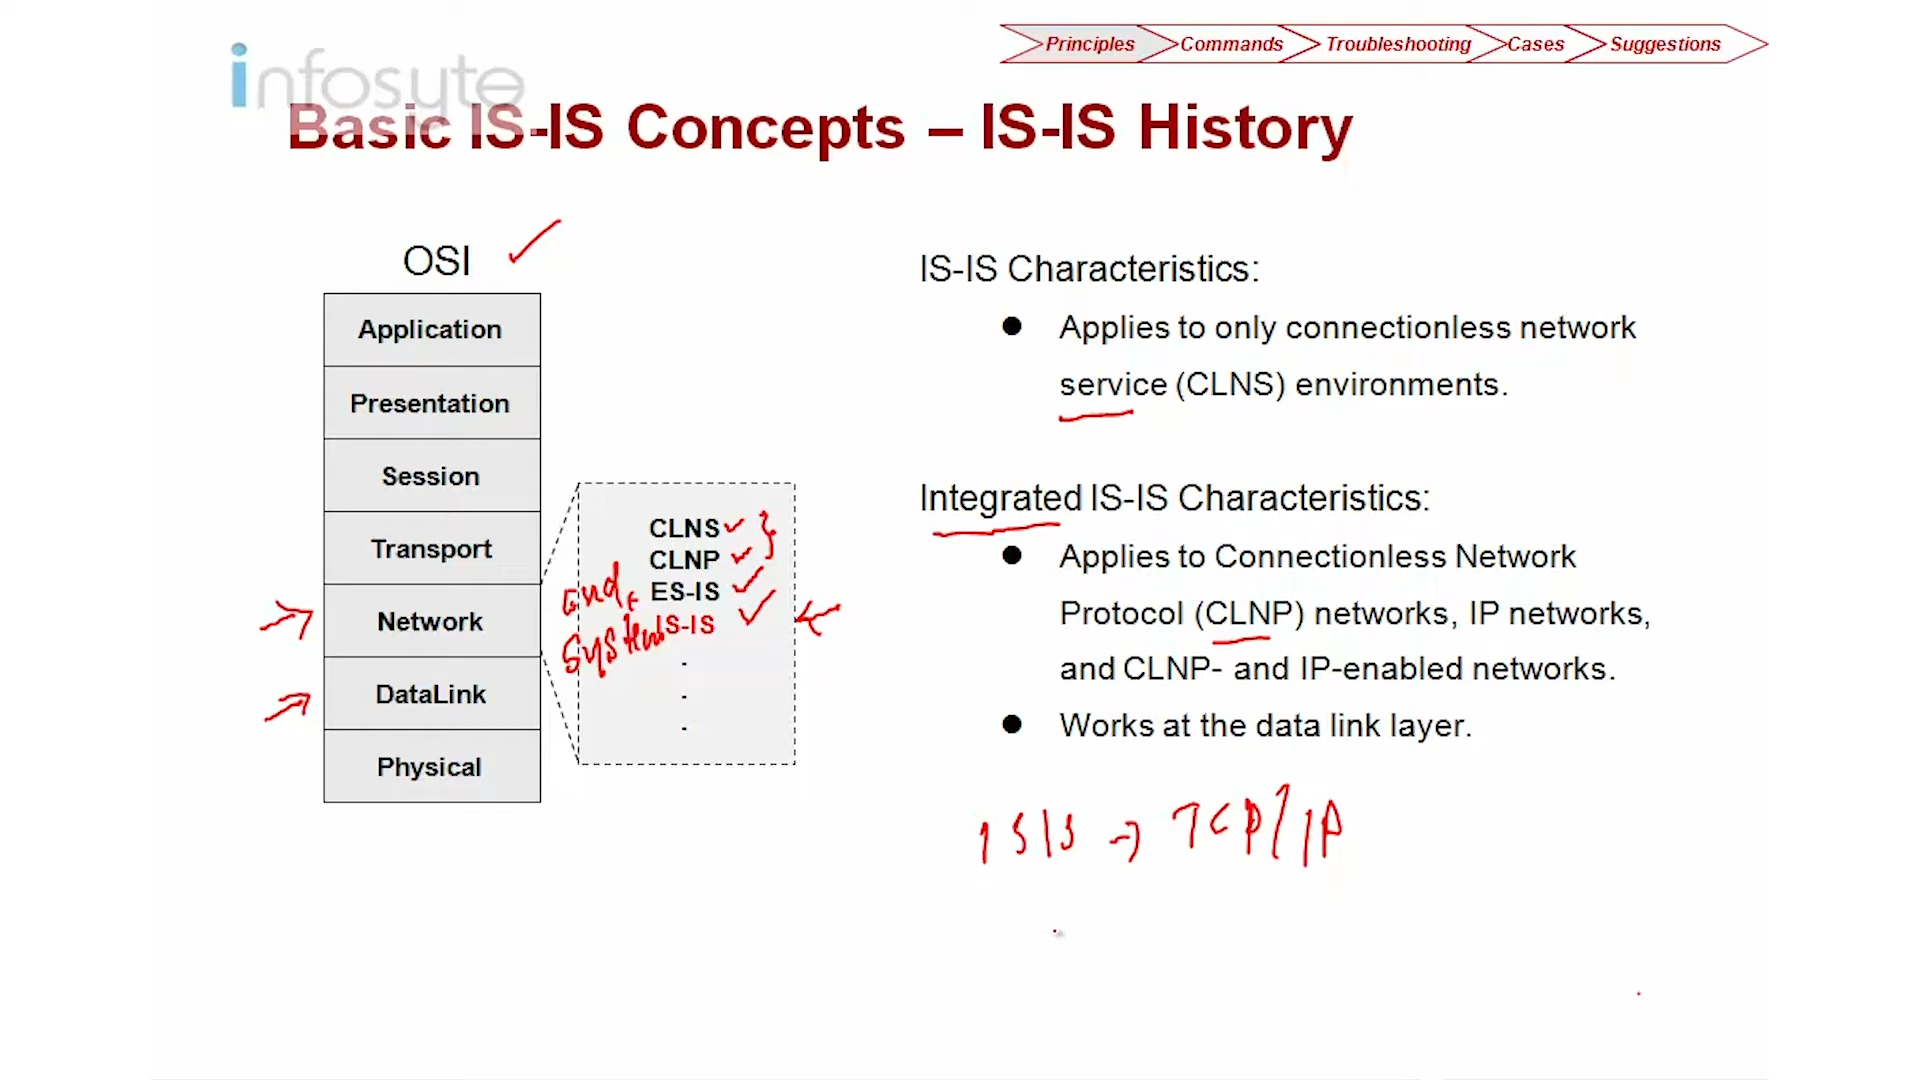 Principles Commands Troubleshooting Cases Suggestions
infosyte
Basic IS-IS Concepts – IS-IS History
OSI
Application
Presentation
Session
Transport
Network
DataLink
Physical
CLNS
CLNP
ES-IS
IS-IS
.
.
.
End
System
IS-IS Characteristics:
● Applies to only connectionless network
service (CLNS) environments.
Integrated IS-IS Characteristics:
● Applies to Connectionless Network
Protocol (CLNP) networks, IP networks,
and CLNP- and IP-enabled networks.
● Works at the data link layer.
ISIS → TCP/IP